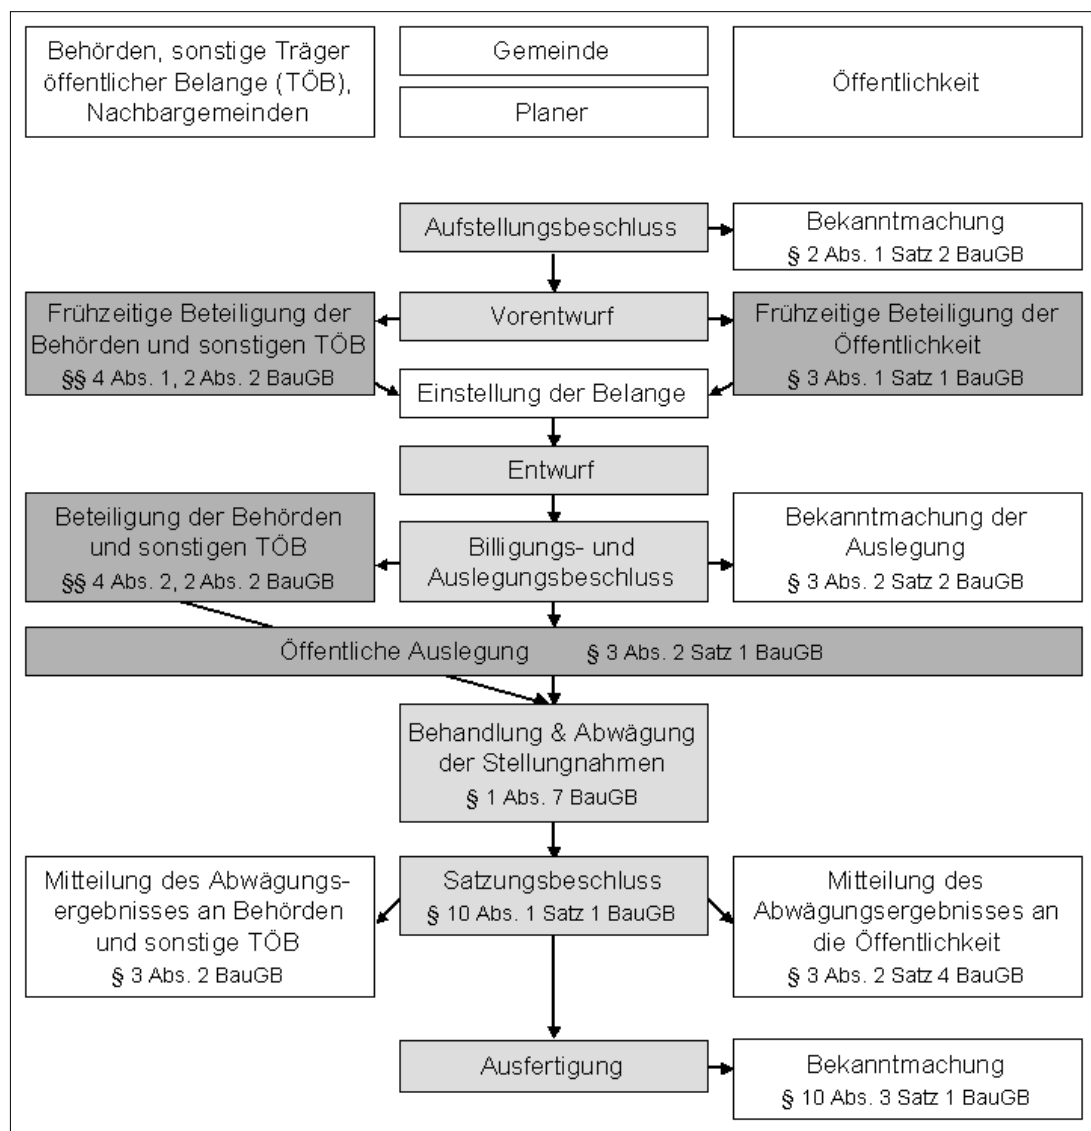 Behörden, sonstige Träger
öffentlicher Belange (TÖB),
Nachbargemeinden
Gemeinde
Planer
Öffentlichkeit
Aufstellungsbeschluss
Bekanntmachung
§ 2 Abs. 1 Satz 2 BauGB
Frühzeitige Beteiligung der
Behörden und sonstigen TÖB
§§ 4 Abs. 1, 2 Abs. 2 BauGB
Vorentwurf
Frühzeitige Beteiligung der
Öffentlichkeit
§ 3 Abs. 1 Satz 1 BauGB
Einstellung der Belange
Entwurf
Beteiligung der Behörden
und sonstigen TÖB
§§ 4 Abs. 2, 2 Abs. 2 BauGB
Billigungs- und
Auslegungsbeschluss
Bekanntmachung der
Auslegung
§ 3 Abs. 2 Satz 2 BauGB
Öffentliche Auslegung § 3 Abs. 2 Satz 1 BauGB
Behandlung & Abwägung
der Stellungnahmen
§ 1 Abs. 7 BauGB
Mitteilung des Abwägungs-
ergebnisses an Behörden
und sonstige TÖB
§ 3 Abs. 2 BauGB
Satzungsbeschluss
§ 10 Abs. 1 Satz 1 BauGB
Mitteilung des
Abwägungsergebnisses an
die Öffentlichkeit
§ 3 Abs. 2 Satz 4 BauGB
Ausfertigung
Bekanntmachung
§ 10 Abs. 3 Satz 1 BauGB